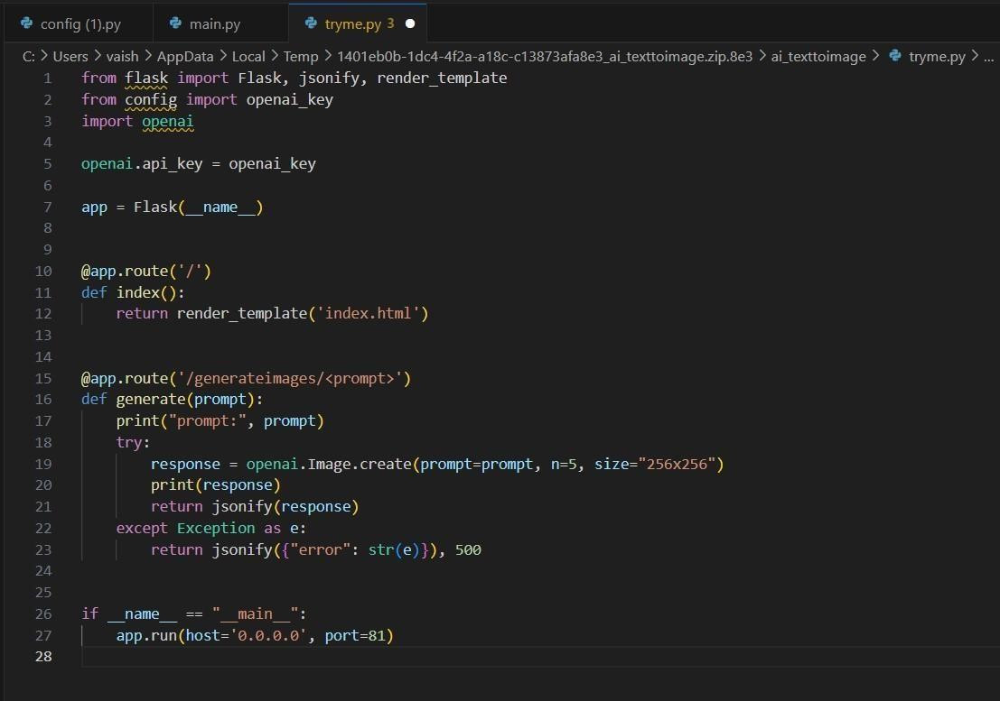 config (1).py main.py tryme.py 3
C: > Users > vaish > AppData > Local > Temp > 1401eb0b-1dc4-4f2a-a18c-c13873afa8e3_ai_texttoimage.zip.8e3 > ai_texttoimage > tryme.py > ...
1 from flask import Flask, jsonify, render_template
2 from config import openai_key
3 import openai
4
5 openai.api_key = openai_key
6
7 app = Flask(__name__)
8
9
10 @app.route('/')
11 def index():
12     return render_template('index.html')
13
14
15 @app.route('/generateimages/<prompt>')
16 def generate(prompt):
17     print("prompt:", prompt)
18     try:
19         response = openai.Image.create(prompt=prompt, n=5, size="256x256")
20         print(response)
21         return jsonify(response)
22     except Exception as e:
23         return jsonify({"error": str(e)}), 500
24
25
26 if __name__ == "__main__":
27     app.run(host='0.0.0.0', port=81)
28